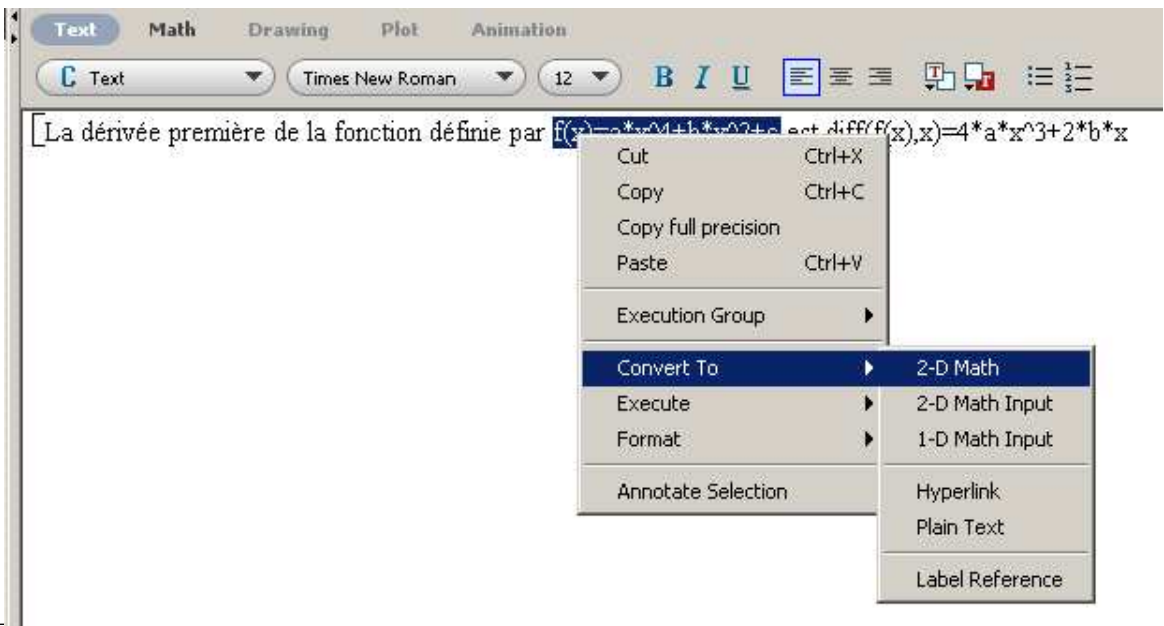 Text Math Drawing Plot Animation
C Text Times New Roman 12 B I U
La dérivée première de la fonction définie par f(x)=a*x^4+b*x^2+c est diff(f(x),x)=4*a*x^3+2*b*x
Cut Ctrl+X
Copy Ctrl+C
Copy full precision
Paste Ctrl+V
Execution Group
Convert To
Execute
Format
Annotate Selection
2-D Math
2-D Math Input
1-D Math Input
Hyperlink
Plain Text
Label Reference